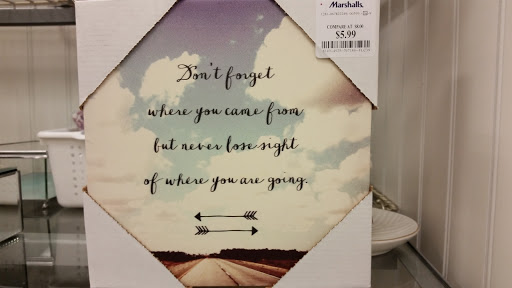 Marshalls.
COMPARE AT $8.00
$5.99
Don't forget
where you came from
but never lose sight
of where you are going.